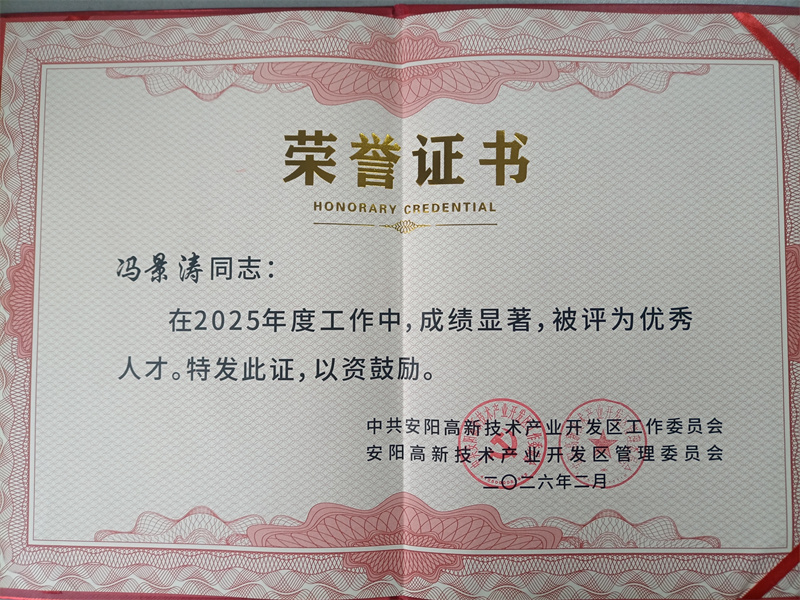 荣誉证书
HONORARY CREDENTIAL
冯景涛同志：
在2025年度工作中，成绩显著，被评为优秀
人才。特发此证，以资鼓励。
中共安阳高新技术产业开发区工作委员会
安阳高新技术产业开发区管理委员会
二〇二六年二月